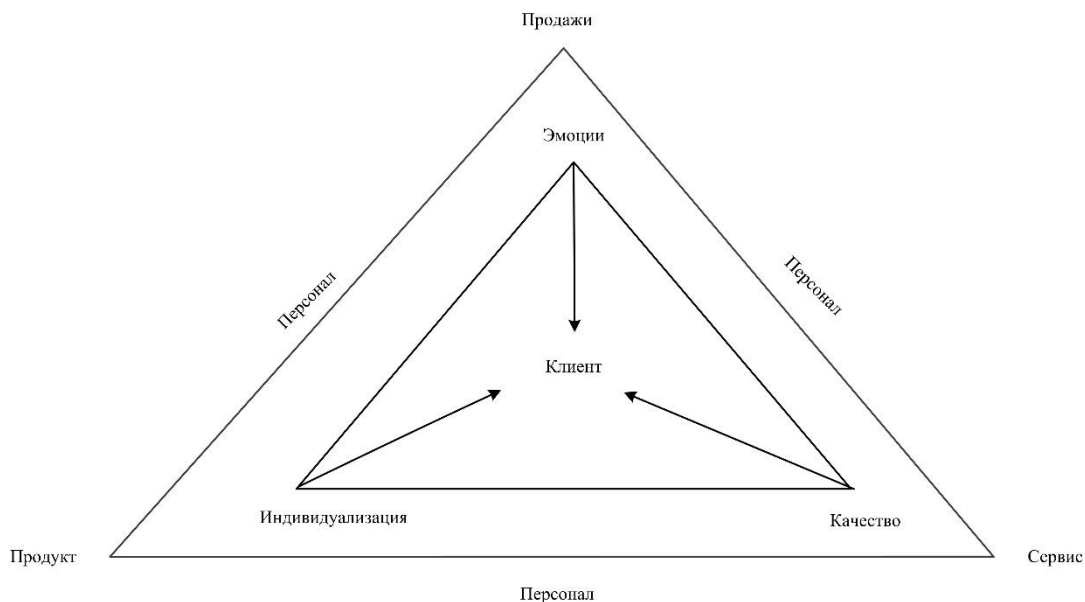 Продажи
Эмоции
Персонал
Персонал
Клиент
Индивидуализация
Качество
Продукт
Сервис
Персонал